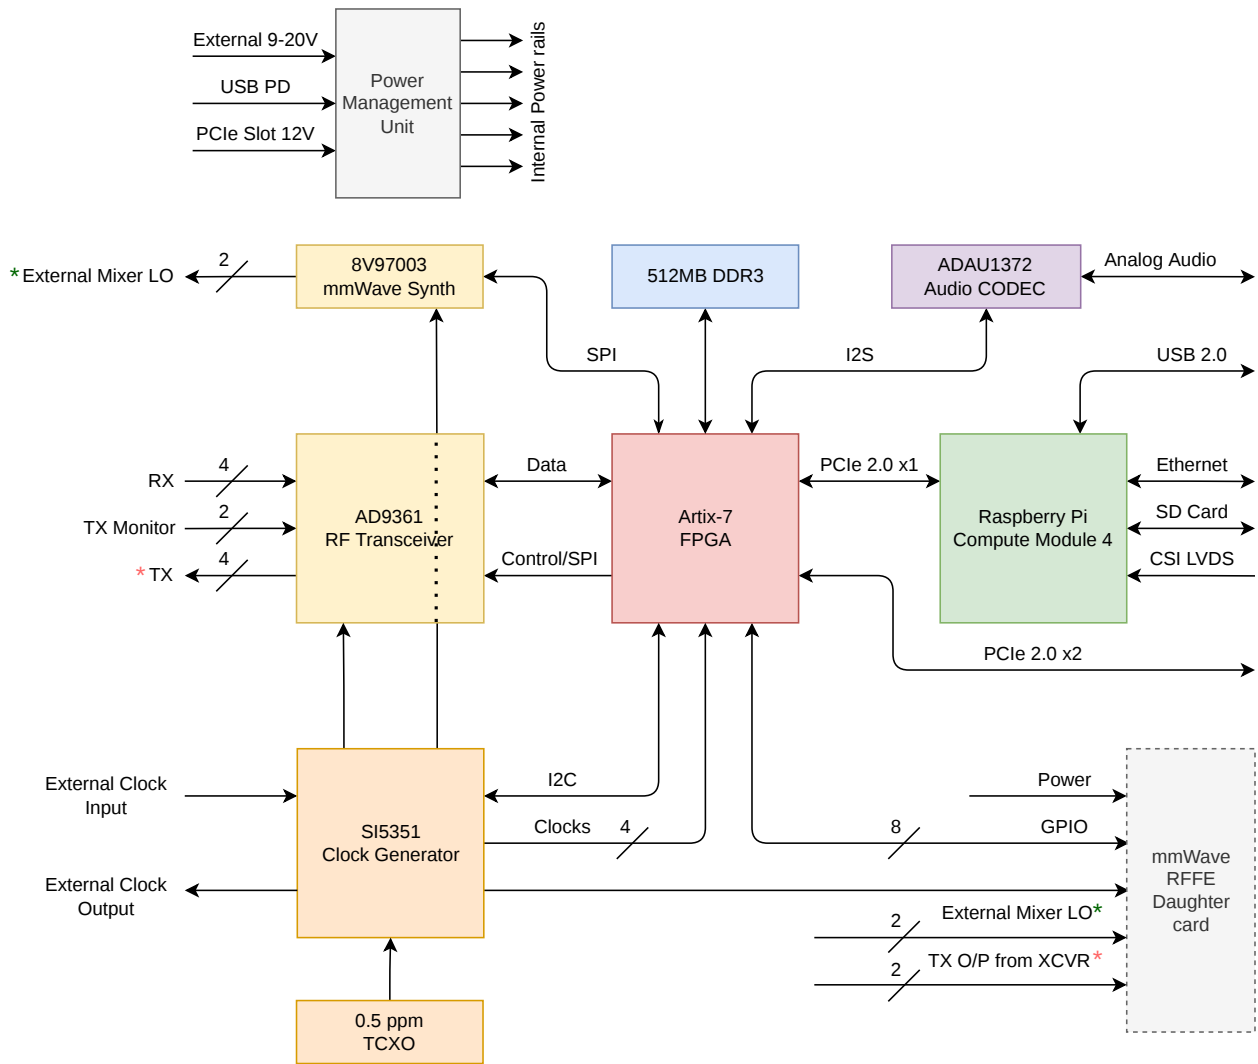 External 9-20V
USB PD
PCIe Slot 12V
Power
Management
Unit
Internal Power rails
*External Mixer LO
2
8V97003
mmWave Synth
512MB DDR3
ADAU1372
Audio CODEC
Analog Audio
SPI
I2S
USB 2.0
RX
4
TX Monitor
2
*TX
4
AD9361
RF Transceiver
Data
Control/SPI
Artix-7
FPGA
PCIe 2.0 x1
Raspberry Pi
Compute Module 4
Ethernet
SD Card
CSI LVDS
PCIe 2.0 x2
External Clock
Input
External Clock
Output
SI5351
Clock Generator
I2C
Clocks
4
Power
8
GPIO
2
External Mixer LO*
2
TX O/P from XCVR*
mmWave
RFFE
Daughter
card
0.5 ppm
TCXO